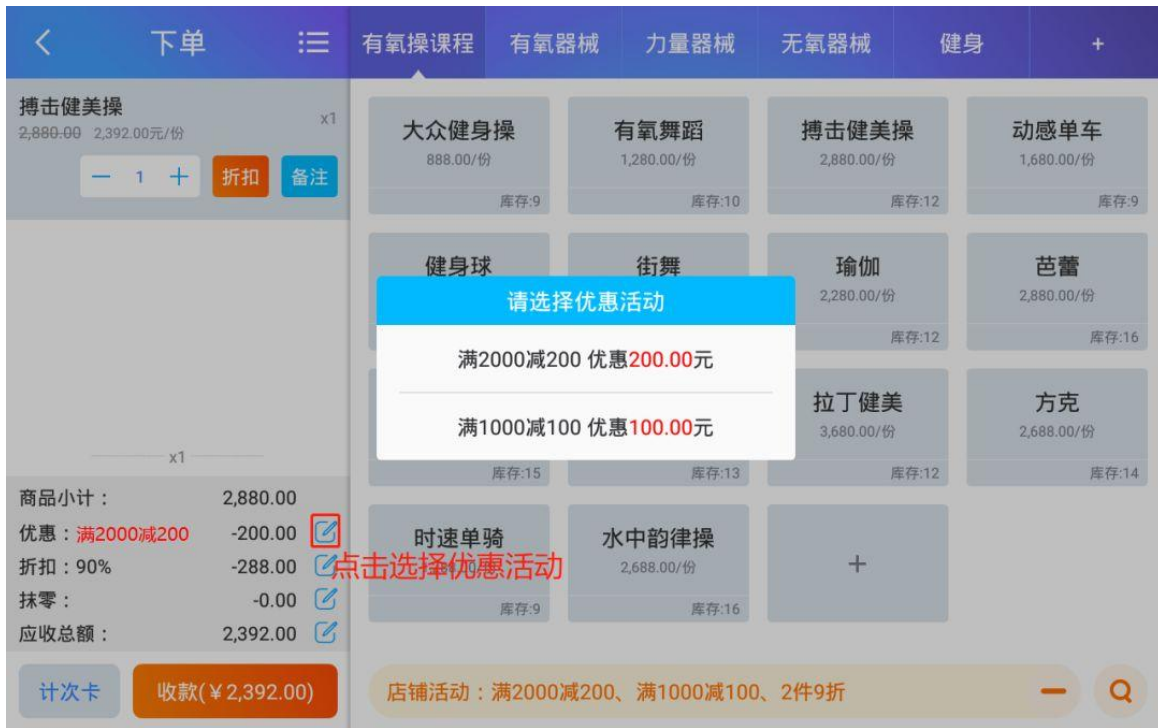 下单
有氧操课程 有氧器械 力量器械 无氧器械 健身 +
搏击健美操
x1
2,880.00 2,392.00元/份
1 折扣 备注
x1
商品小计： 2,880.00
优惠：满2000减200 -200.00
折扣：90% -288.00
抹零： -0.00
应收总额： 2,392.00
计次卡 收款(￥2,392.00)
大众健身操 有氧舞蹈 搏击健美操 动感单车
888.00/份 1,280.00/份 2,880.00/份 1,680.00/份
库存:9 库存:10 库存:12 库存:9
健身球 街舞 瑜伽 芭蕾
2,280.00/份 2,880.00/份
库存:12 库存:16
请选择优惠活动
满2000减200 优惠200.00元
满1000减100 优惠100.00元
拉丁健美 方克
3,680.00/份 2,688.00/份
库存:15 库存:13 库存:12 库存:14
时速单骑 水中韵律操 +
2,688.00/份
库存:9 库存:16
点击选择优惠活动
店铺活动：满2000减200、满1000减100、2件9折